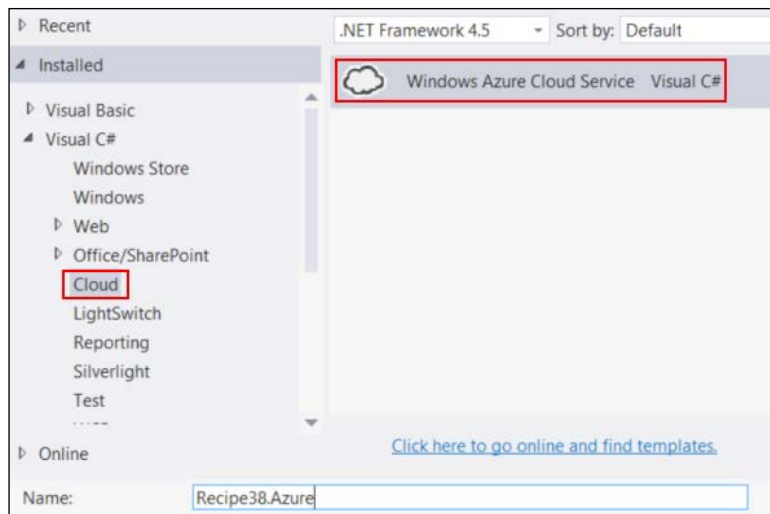 Recent
.NET Framework 4.5 Sort by: Default
Installed
Windows Azure Cloud Service Visual C#
Visual Basic
Visual C#
Windows Store
Windows
Web
Office/SharePoint
Cloud
LightSwitch
Reporting
Silverlight
Test
Online
Click here to go online and find templates.
Name: Recipe38.Azure